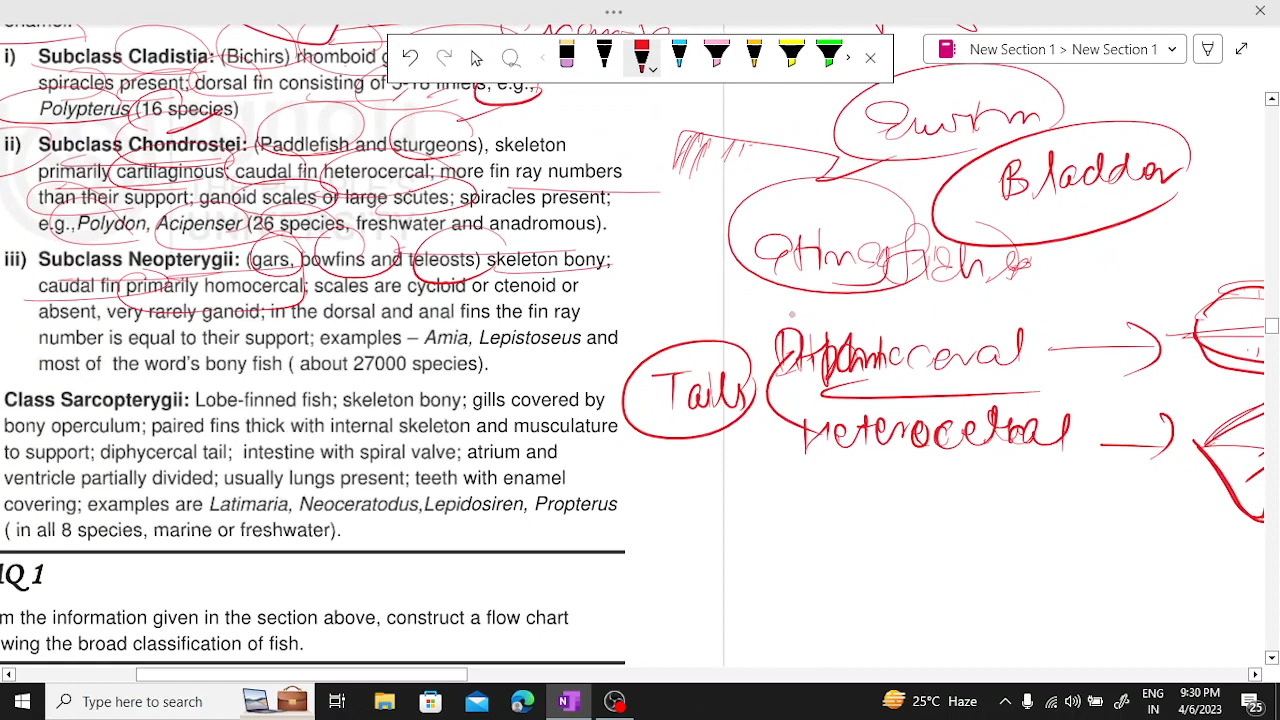 enamel.
i) Subclass Cladistia: (Bichirs) rhomboid
spiracles present; dorsal fin consisting of 5-18 finlets, e.g.,
Polypterus (16 species)
ii) Subclass Chondrostei: (Paddlefish and sturgeons), skeleton
primarily cartilaginous; caudal fin heterocercal; more fin ray numbers
than their support; ganoid scales or large scutes; spiracles present;
e.g.,Polydon, Acipenser (26 species, freshwater and anadromous).
iii) Subclass Neopterygii: (gars, bowfins and teleosts) skeleton bony;
caudal fin primarily homocercal; scales are cycloid or ctenoid or
absent, very rarely ganoid; in the dorsal and anal fins the fin ray
number is equal to their support; examples – Amia, Lepistoseus and
most of the word's bony fish ( about 27000 species).
Class Sarcopterygii: Lobe-finned fish; skeleton bony; gills covered by
bony operculum; paired fins thick with internal skeleton and musculature
to support; diphycercal tail; intestine with spiral valve; atrium and
ventricle partially divided; usually lungs present; teeth with enamel
covering; examples are Latimaria, Neoceratodus,Lepidosiren, Propterus
( in all 8 species, marine or freshwater).
IQ 1
m the information given in the section above, construct a flow chart
wing the broad classification of fish.
New Section 1 > New Section 1
Swim
Bladder
Tails
Heterocercal
Type here to search
25°C Haze
ENG
IN
9:30 PM
4/6/2023
25